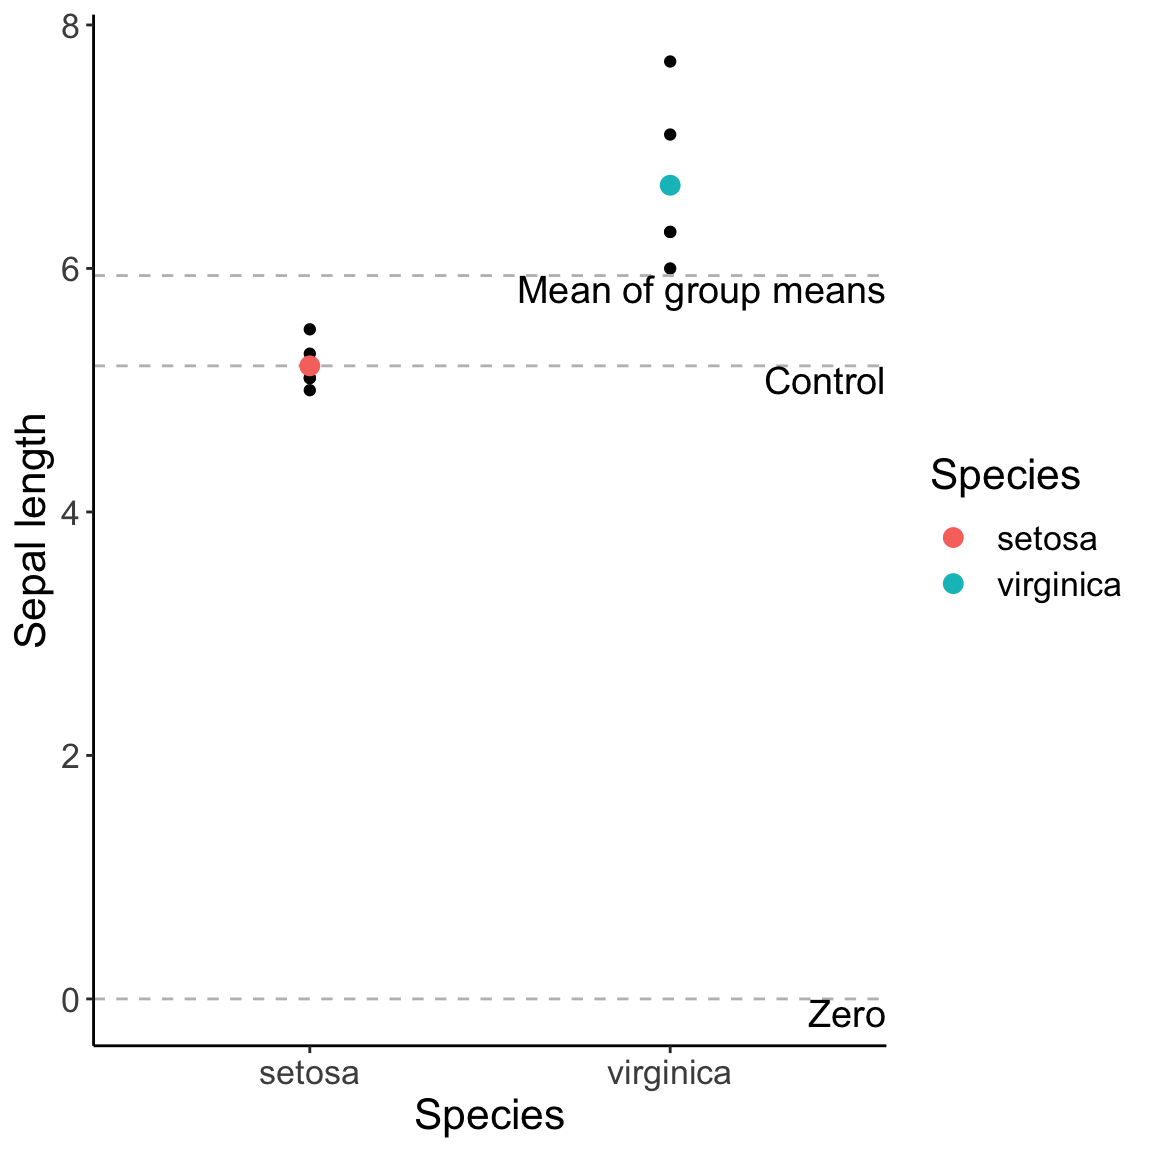 8
6
4
2
0
Sepal length
Mean of group means
Control
Zero
setosa
virginica
Species
Species
setosa
virginica